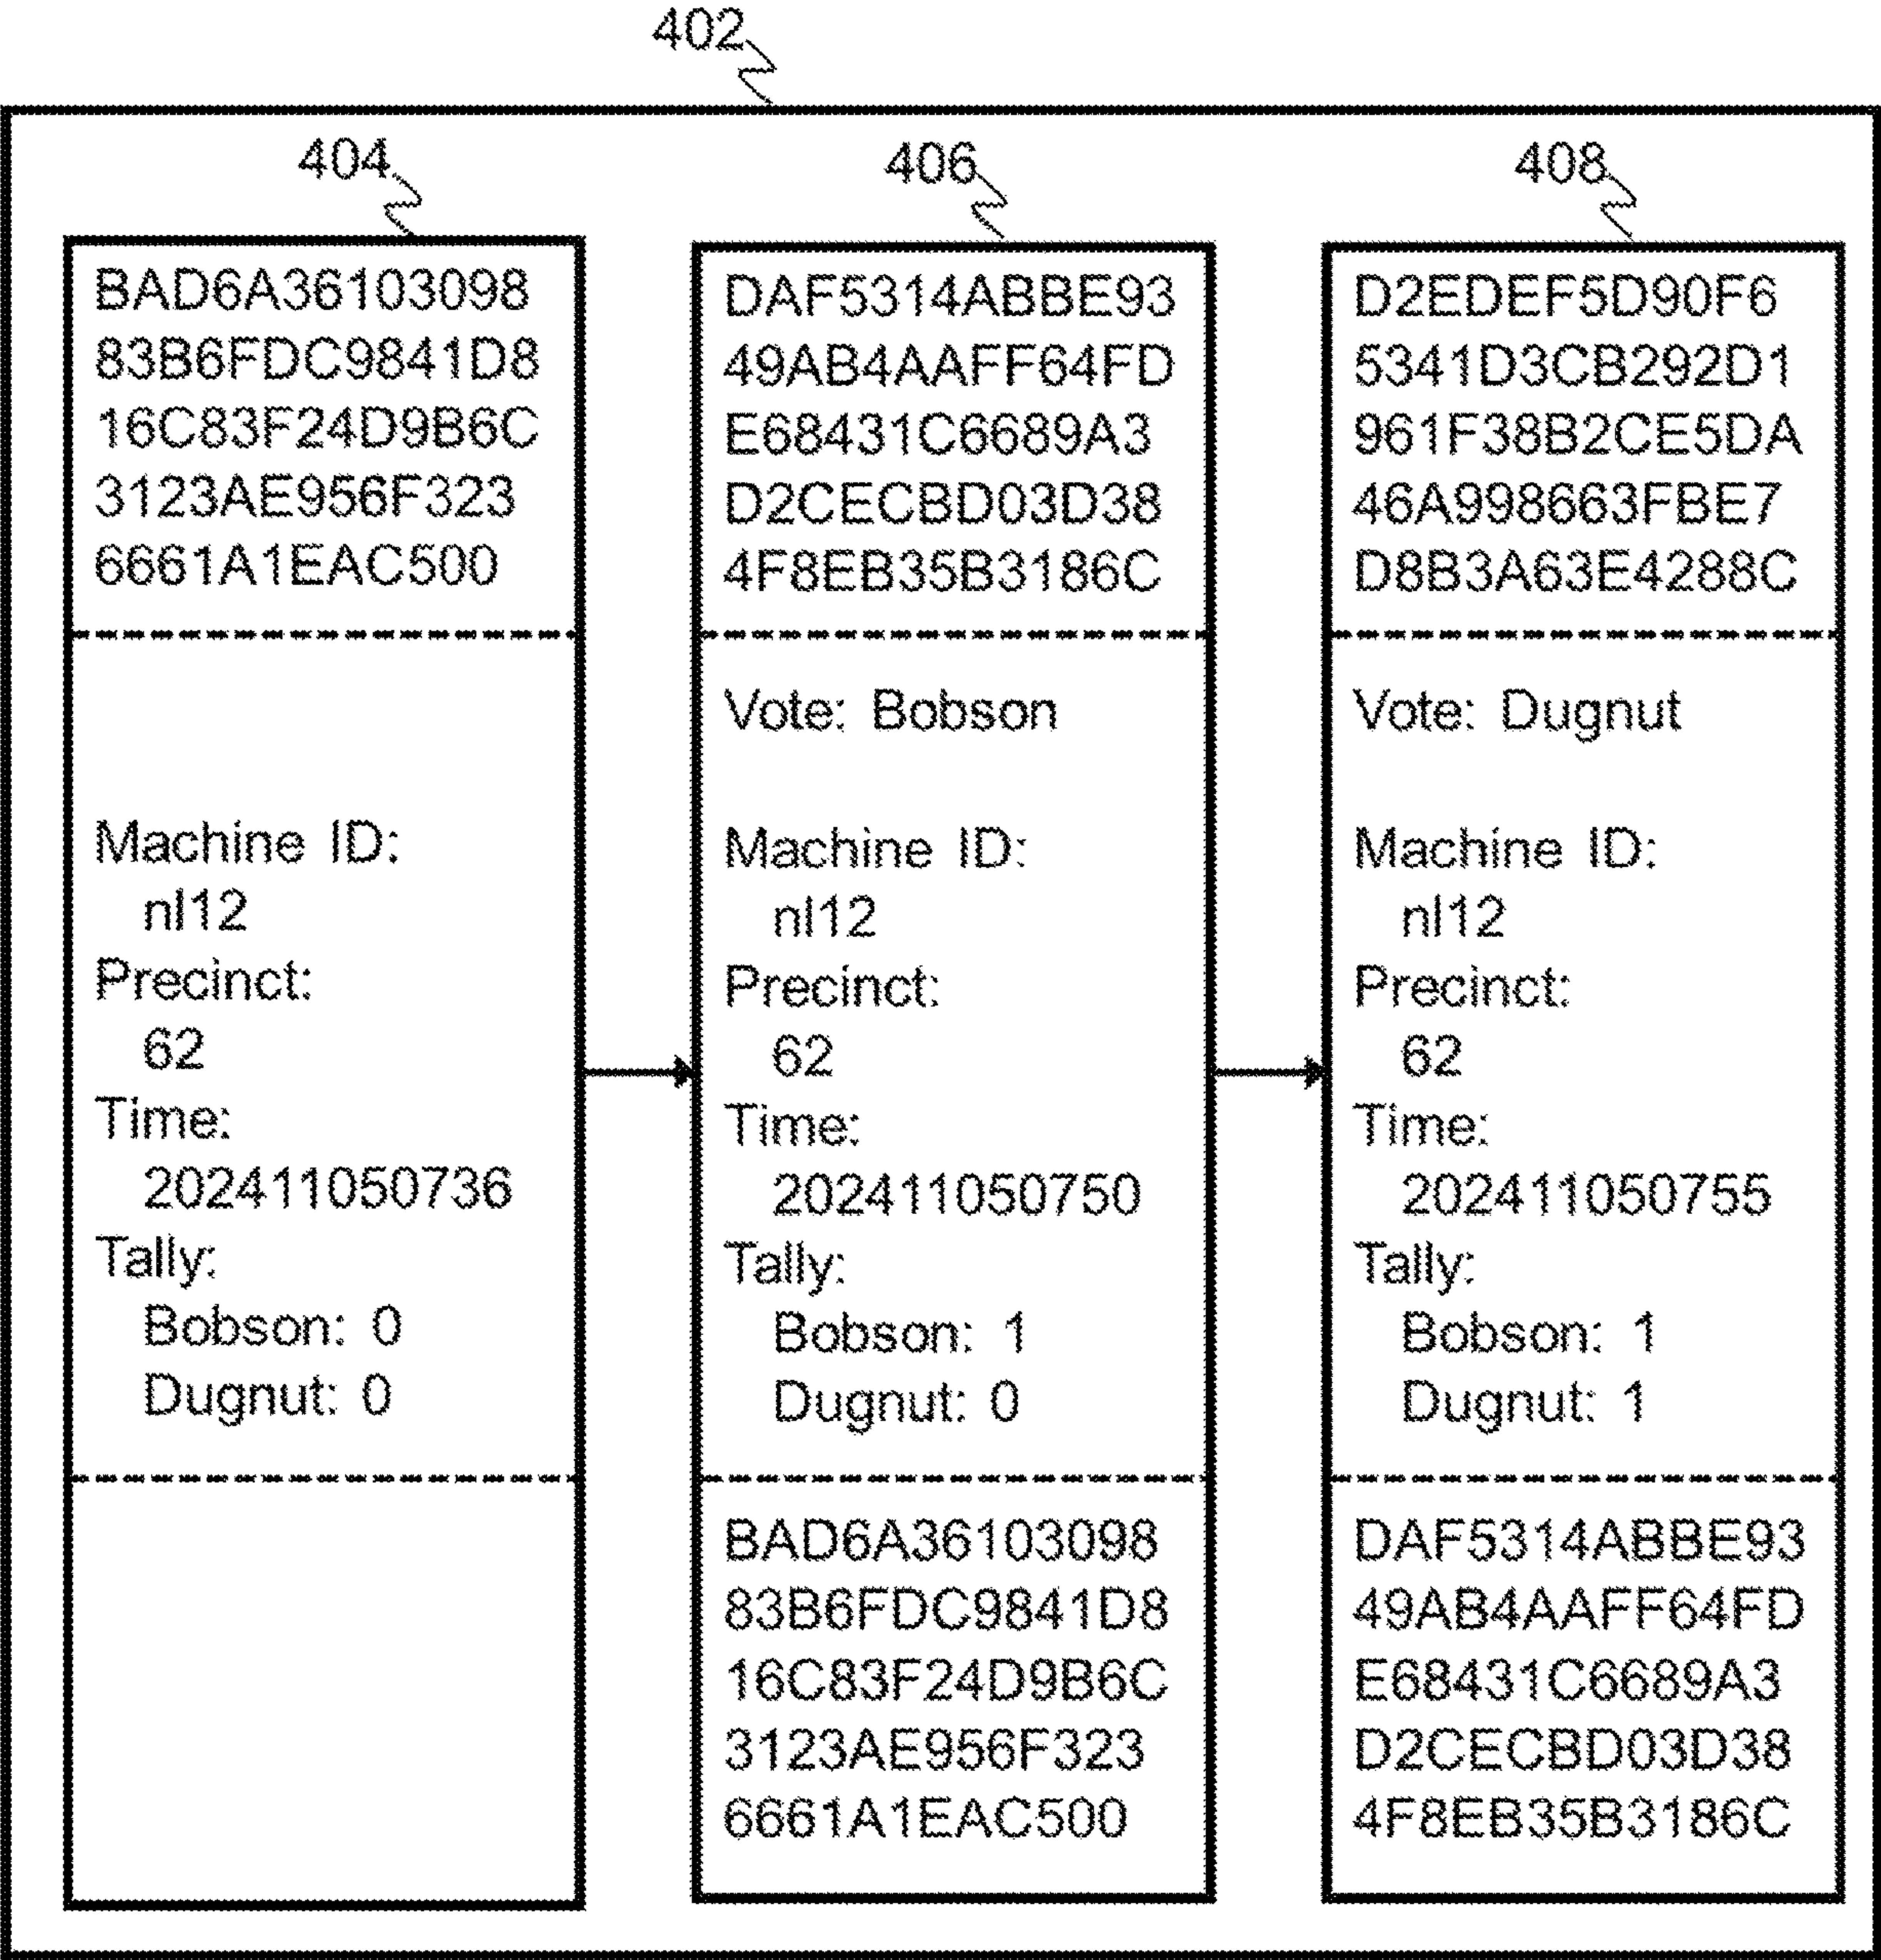 402
404
BAD6A36103098
83B6FDC9841D8
16C83F24D9B6C
3123AE956F323
6661A1EAC500
Machine ID:
nl12
Precinct:
62
Time:
202411050736
Tally:
Bobson: 0
Dugnut: 0
406
DAF5314ABBE93
49AB4AAFF64FD
E68431C6689A3
D2CECBD03D38
4F8EB35B3186C
Vote: Bobson
Machine ID:
nl12
Precinct:
62
Time:
202411050750
Tally:
Bobson: 1
Dugnut: 0
BAD6A36103098
83B6FDC9841D8
16C83F24D9B6C
3123AE956F323
6661A1EAC500
408
D2EDEF5D90F6
5341D3CB292D1
961F38B2CE5DA
46A998663FBE7
D8B3A63E4288C
Vote: Dugnut
Machine ID:
nl12
Precinct:
62
Time:
202411050755
Tally:
Bobson: 1
Dugnut: 1
DAF5314ABBE93
49AB4AAFF64FD
E68431C6689A3
D2CECBD03D38
4F8EB35B3186C